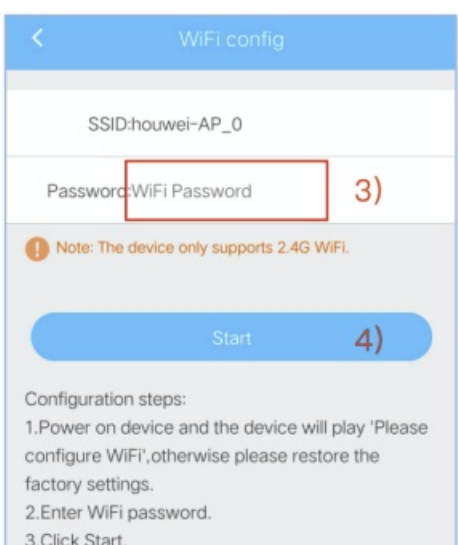 WiFi config
SSID:houwei-AP_0
Password:WiFi Password
3)
Note: The device only supports 2.4G WiFi.
Start
4)
Configuration steps:
1.Power on device and the device will play 'Please
configure WiFi',otherwise please restore the
factory settings.
2.Enter WiFi password.
3.Click Start.